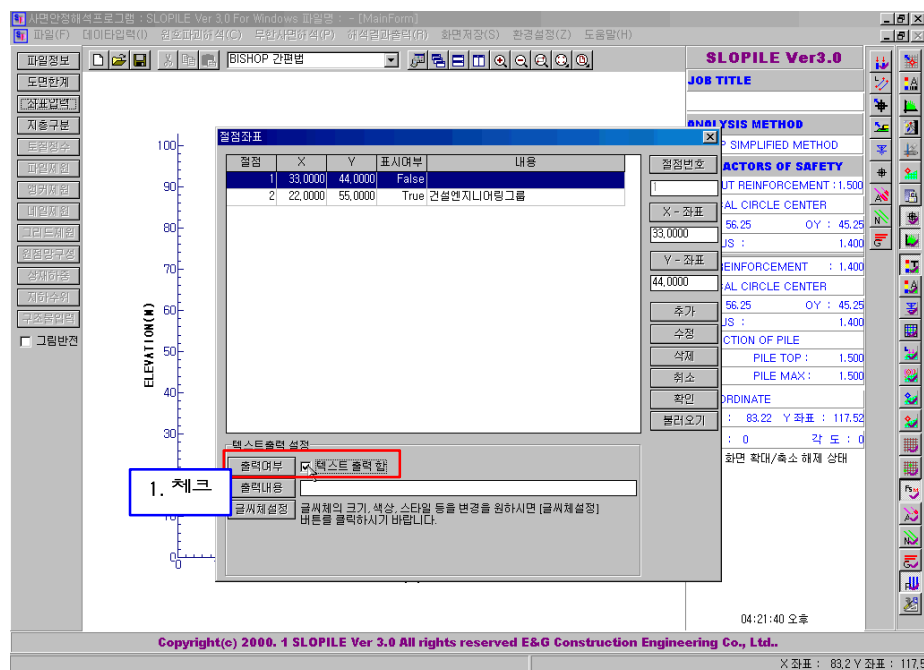 사면안정해석프로그램 : SLOPILE Ver 3.0 For Windows 파일명 : - [MainForm]
파일(F) 데이터입력(I) 원호파괴해석(C) 무한사면해석(P) 해석결과출력(R) 화면저장(S) 환경설정(Z) 도움말(H)
파일정보
도면한계
좌표입력
지층구분
토질정수
파일제원
앵커제원
네일제원
그리드제원
원점망구성
상재하중
지하수위
구조물입력
그림반전
BISHOP 간편법
ELEVATION(M)
100
90
80
70
60
50
40
30
10
0
0
절점좌표
절점 X Y 표시여부 내용
1 33,0000 44,0000 False
2 22,0000 55,0000 True 건설엔지니어링그룹
절점번호
1
X - 좌표
33,0000
Y - 좌표
44,0000
추가
수정
삭제
취소
확인
불러오기
텍스트출력 설정
출력여부 텍스트 출력 함
출력내용
글씨체설정 글씨체의 크기, 색상, 스타일 등을 변경을 원하시면 [글씨체설정]
버튼를 클릭하시기 바랍니다.
1. 체크
SLOPILE Ver3.0
JOB TITLE
ANALYSIS METHOD
SIMPLIFIED METHOD
ACTORS OF SAFETY
UT REINFORCEMENT : 1.500
AL CIRCLE CENTER
56.25 OY : 45.25
US : 1.400
EINFORCEMENT : 1.400
AL CIRCLE CENTER
56.25 OY : 45.25
US : 1.400
CTION OF PILE
PILE TOP : 1.500
PILE MAX : 1.500
ORDINATE
: 83.22 Y 좌표 : 117.52
: 0 각 도 : 0
화면 확대/축소 해제 상태
04:21:40 오후
Copyright(c) 2000. 1 SLOPILE Ver 3.0 All rights reserved E&G Construction Engineering Co., Ltd..
X 좌표 : 83,2 Y 좌표 : 117,5